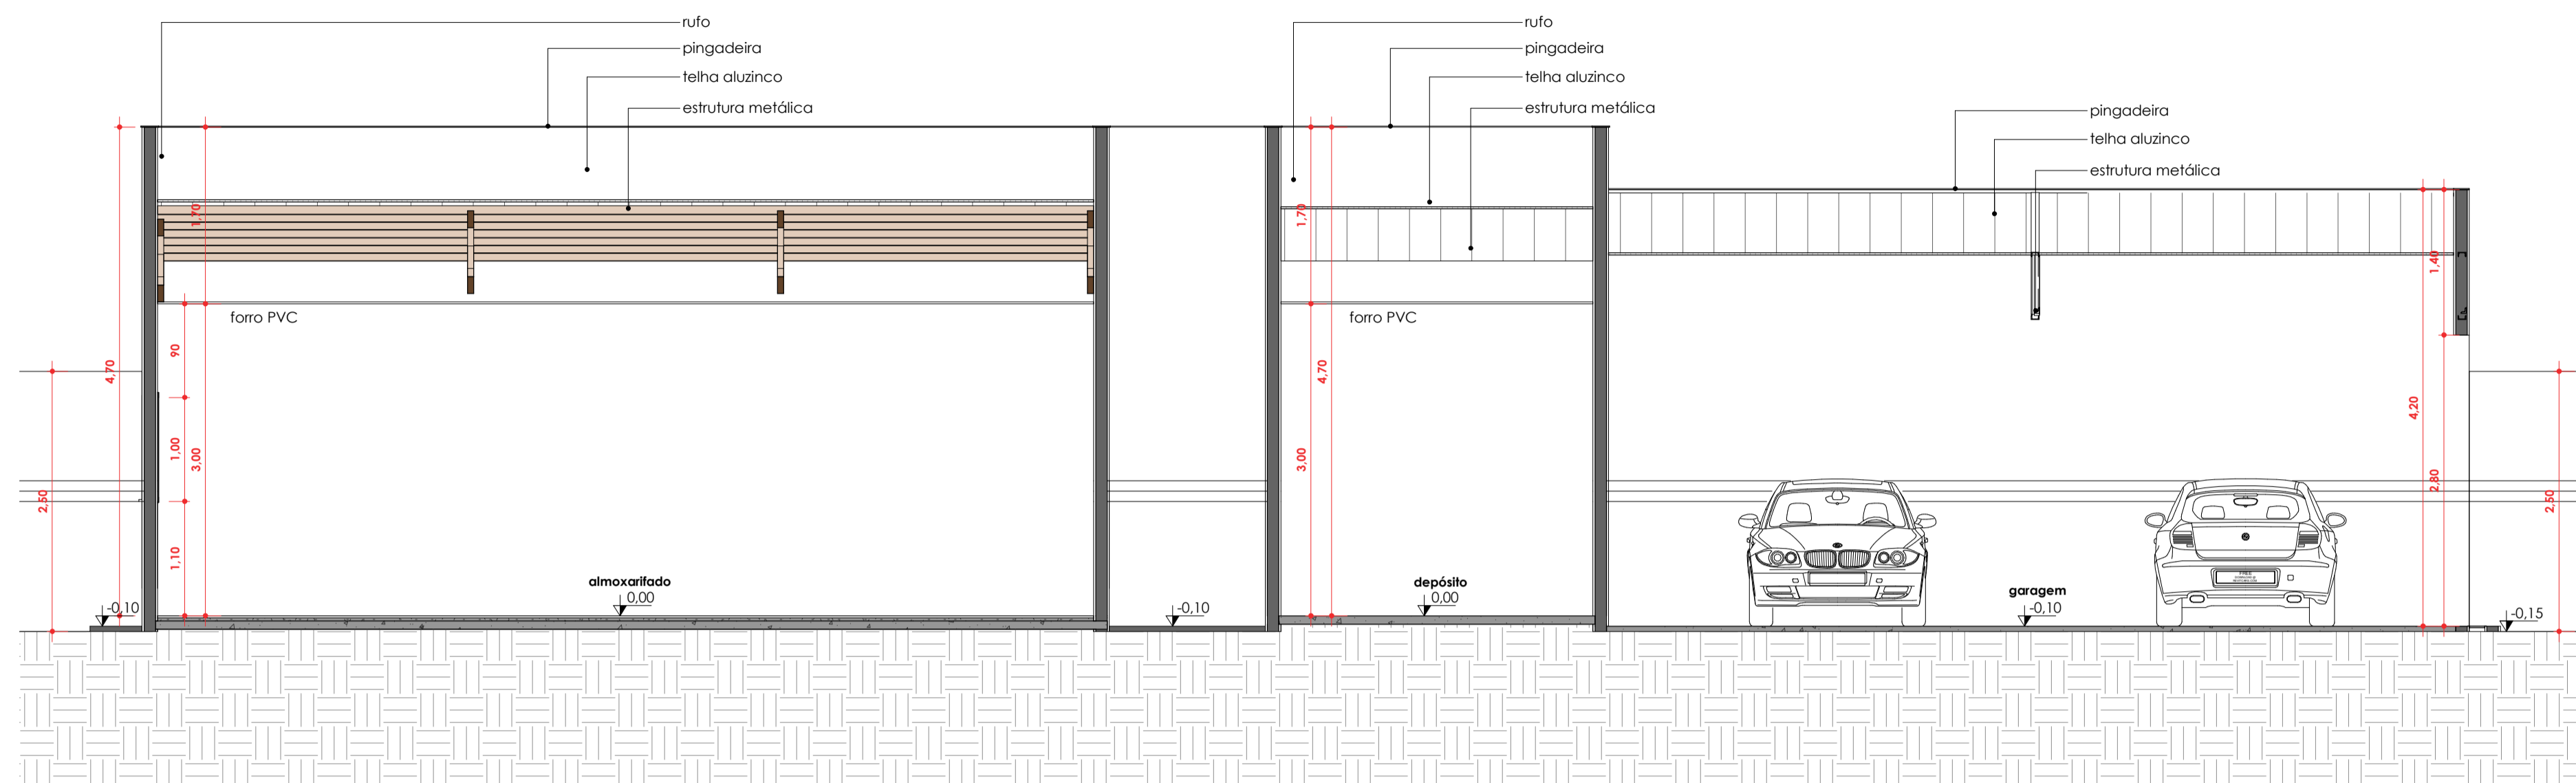 rufo
pingadeira
telha aluzinco
estrutura metálica
rufo
pingadeira
telha aluzinco
estrutura metálica
pingadeira
telha aluzinco
estrutura metálica
1,70
1,70
1,40
forro PVC
forro PVC
90
4,70
4,70
4,20
1,00
3,00
3,00
2,80
2,50
2,50
1,10
almoxarifado
0,00
depósito
0,00
garagem
-0,10
-0,10
-0,10
-0,15
FREE